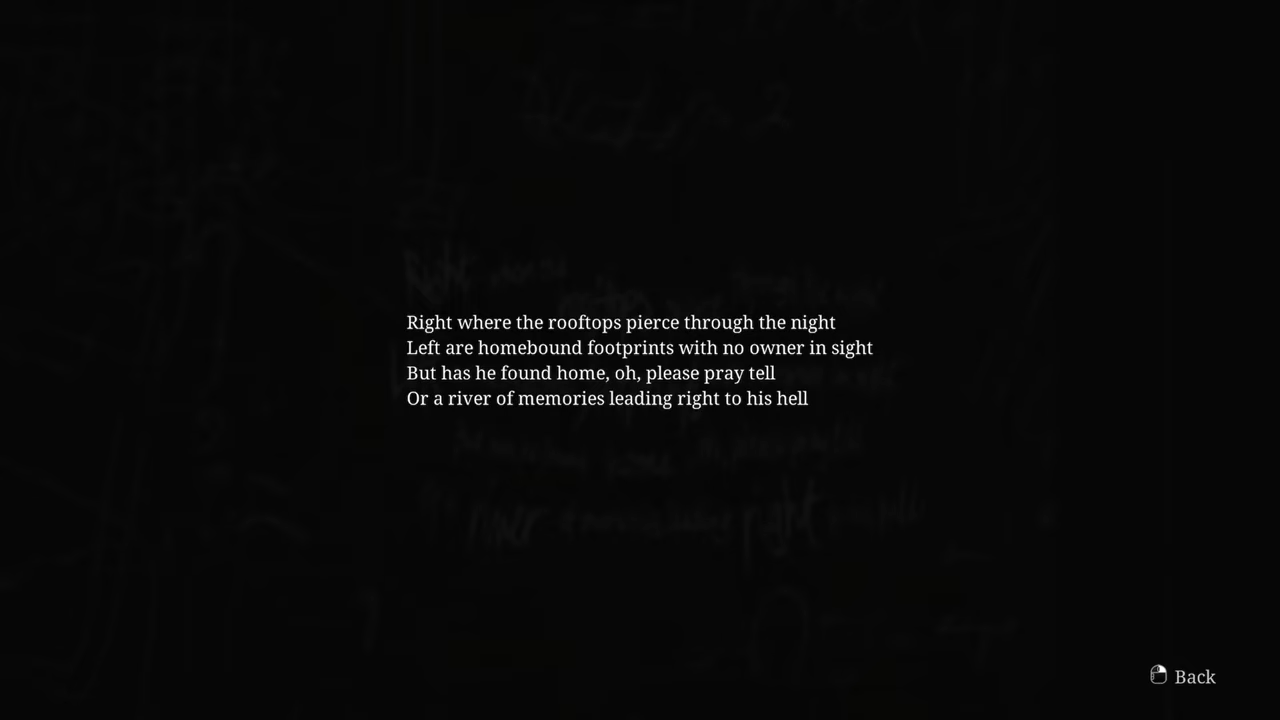 Right where the rooftops pierce through the night
Left are homebound footprints with no owner in sight
But has he found home, oh, please pray tell
Or a river of memories leading right to his hell
Back